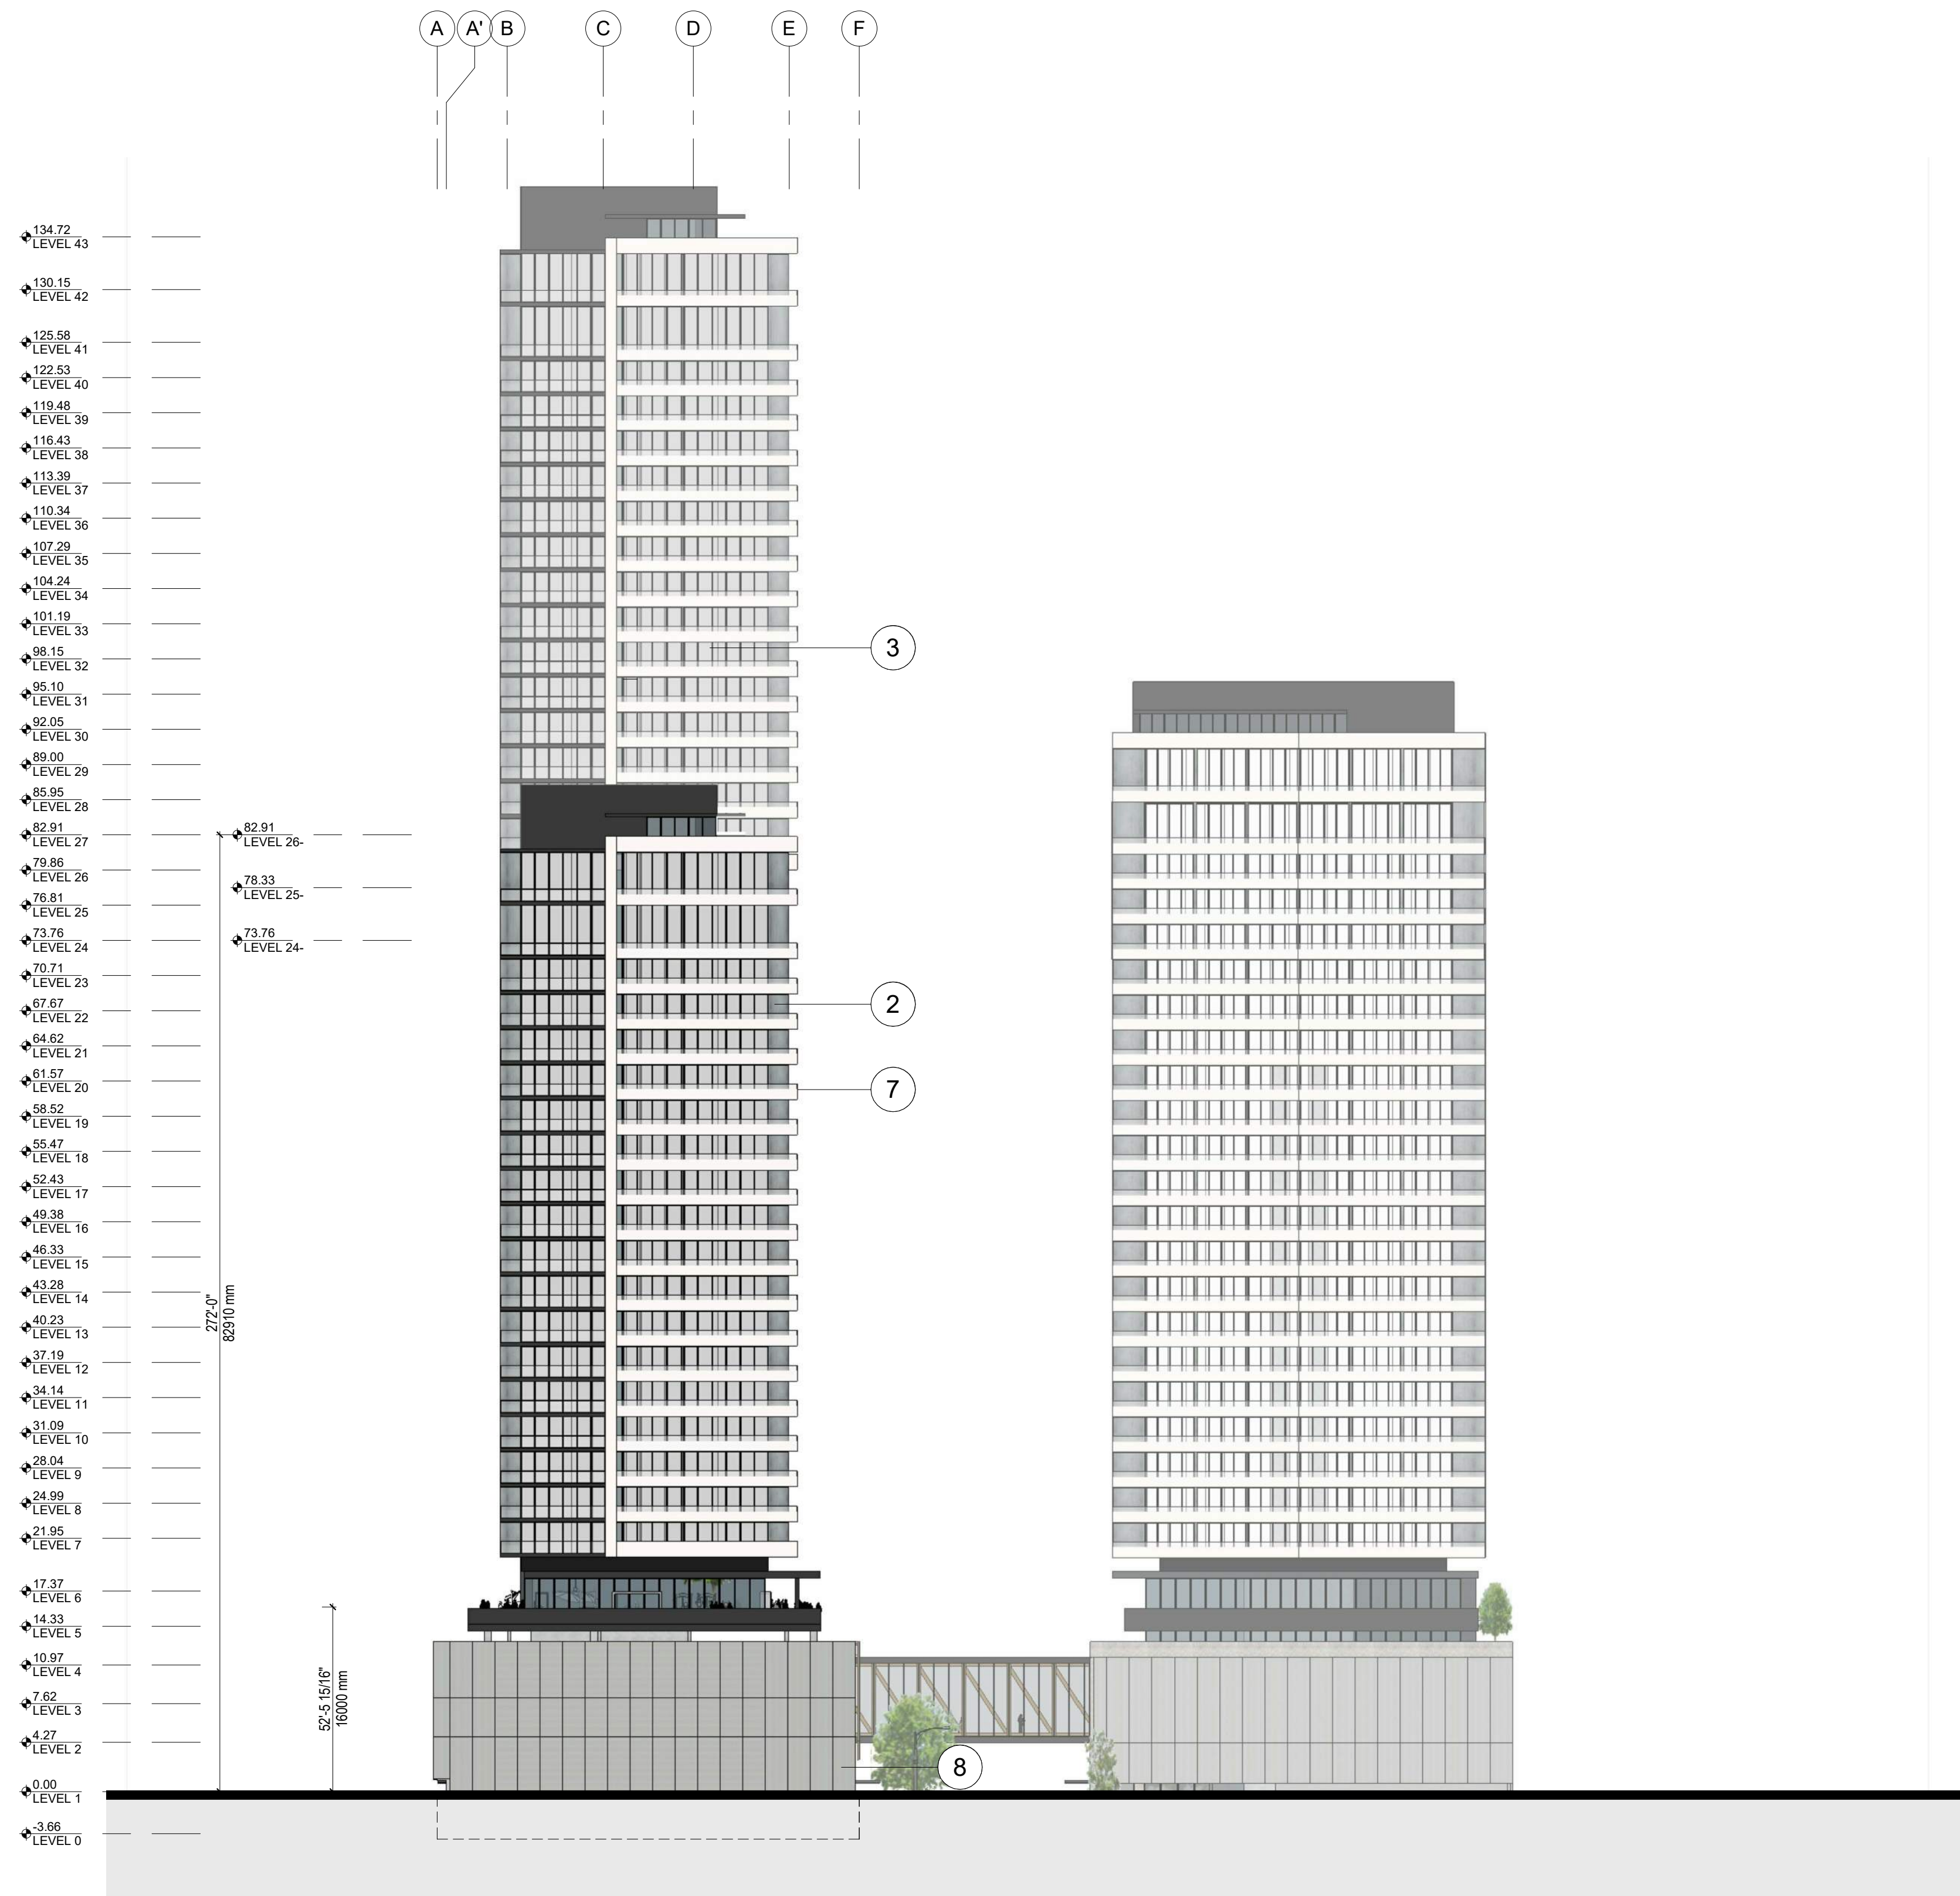 A A' B C D E F
134.72
LEVEL 43
130.15
LEVEL 42
125.58
LEVEL 41
122.53
LEVEL 40
119.48
LEVEL 39
116.43
LEVEL 38
113.39
LEVEL 37
110.34
LEVEL 36
107.29
LEVEL 35
104.24
LEVEL 34
101.19
LEVEL 33
98.15
LEVEL 32
95.10
LEVEL 31
92.05
LEVEL 30
89.00
LEVEL 29
85.95
LEVEL 28
82.91
LEVEL 27
79.86
LEVEL 26
76.81
LEVEL 25
73.76
LEVEL 24
70.71
LEVEL 23
67.67
LEVEL 22
64.62
LEVEL 21
61.57
LEVEL 20
58.52
LEVEL 19
55.47
LEVEL 18
52.43
LEVEL 17
49.38
LEVEL 16
46.33
LEVEL 15
43.28
LEVEL 14
40.23
LEVEL 13
37.19
LEVEL 12
34.14
LEVEL 11
31.09
LEVEL 10
28.04
LEVEL 9
24.99
LEVEL 8
21.95
LEVEL 7
17.37
LEVEL 6
14.33
LEVEL 5
10.97
LEVEL 4
7.62
LEVEL 3
4.27
LEVEL 2
0.00
LEVEL 1
-3.66
LEVEL 0
82.91
LEVEL 26-
78.33
LEVEL 25-
73.76
LEVEL 24-
272'-0"
82910 mm
52'-5 15/16"
16000 mm
3
2
7
8